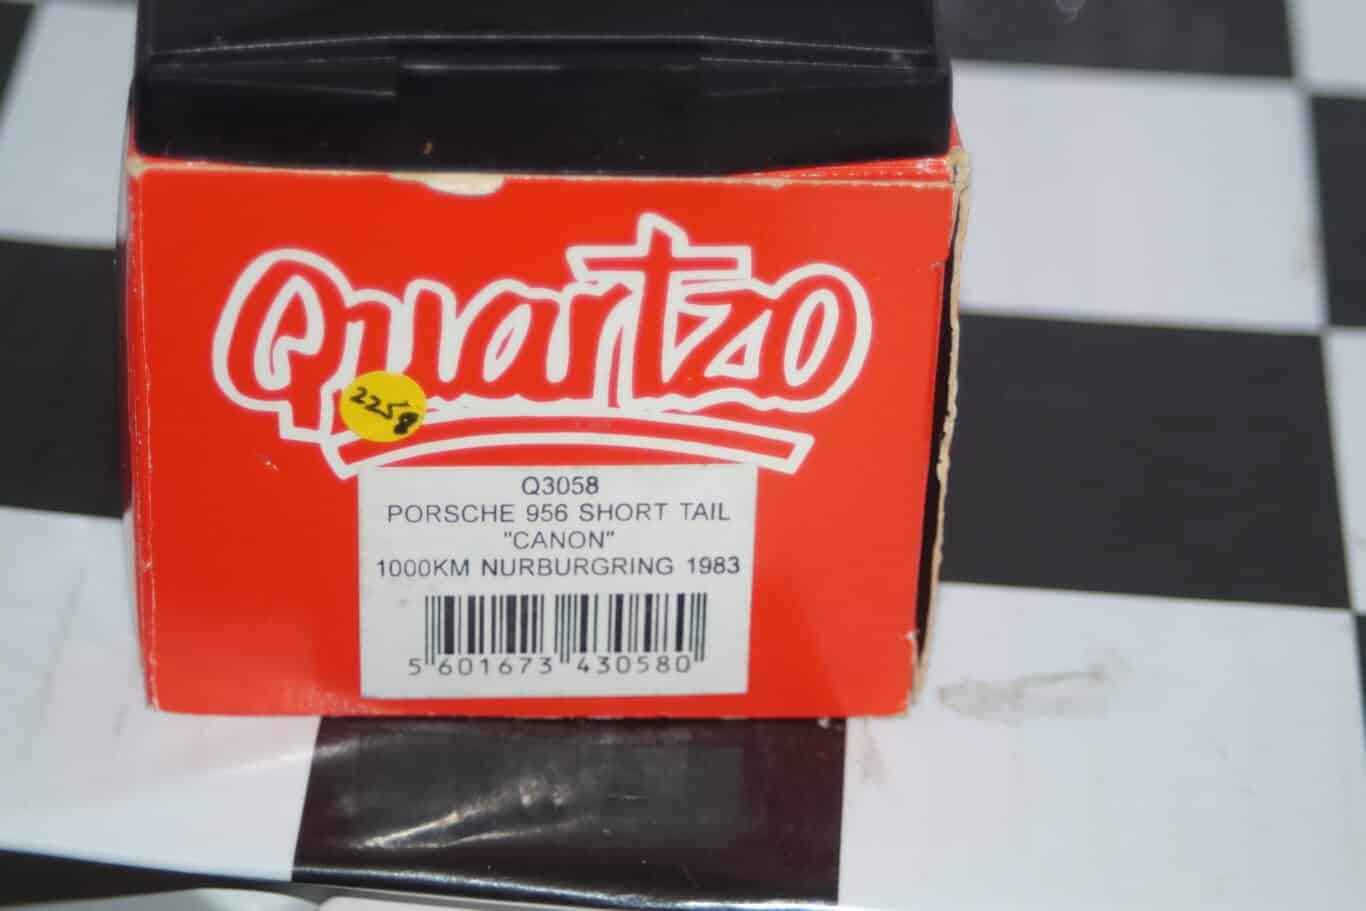 Quartzo
2258
Q3058
PORSCHE 956 SHORT TAIL
"CANON"
1000KM NURBURGRING 1983
5 601673 430580